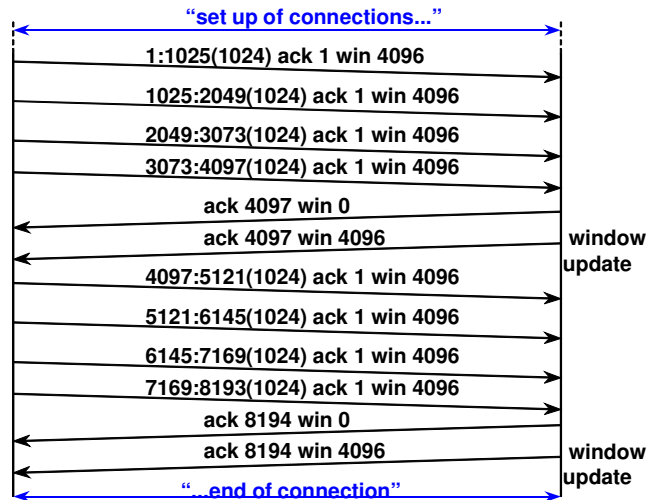 “set up of connections...”
1:1025(1024) ack 1 win 4096
1025:2049(1024) ack 1 win 4096
2049:3073(1024) ack 1 win 4096
3073:4097(1024) ack 1 win 4096
ack 4097 win 0
ack 4097 win 4096
window
update
4097:5121(1024) ack 1 win 4096
5121:6145(1024) ack 1 win 4096
6145:7169(1024) ack 1 win 4096
7169:8193(1024) ack 1 win 4096
ack 8194 win 0
ack 8194 win 4096
window
update
“...end of connection”